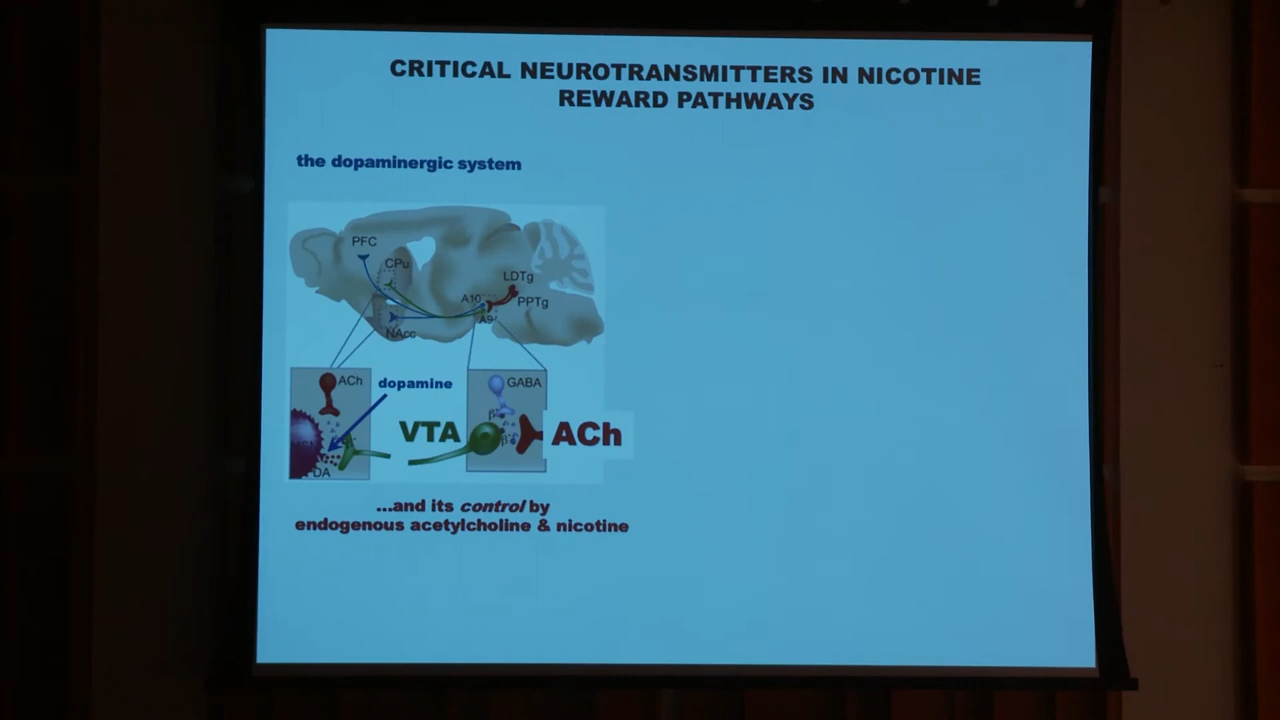 CRITICAL NEUROTRANSMITTERS IN NICOTINE
REWARD PATHWAYS
the dopaminergic system
PFC
CPu
LDTg
A10
PPTg
A9
NAcc
ACh
dopamine
GABA
VTA
ACh
DA
...and its control by
endogenous acetylcholine & nicotine